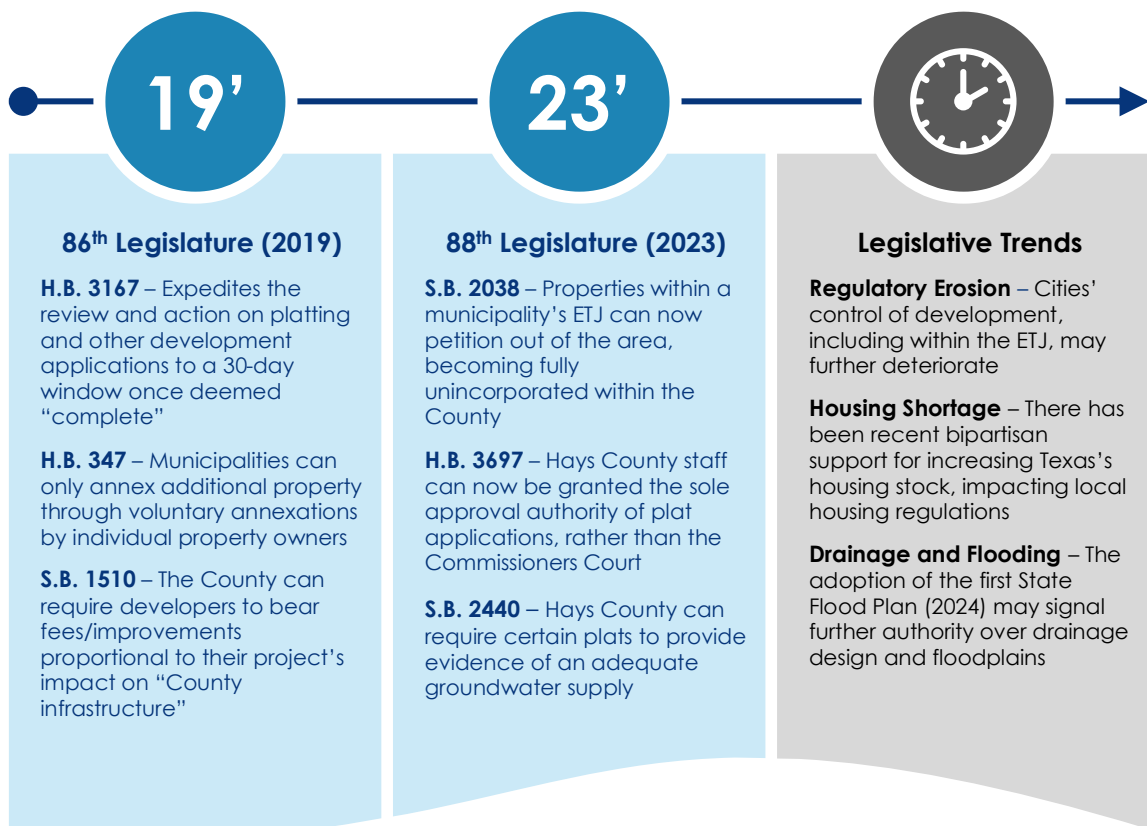 19’
23’
86th Legislature (2019)
H.B. 3167 – Expedites the
review and action on platting
and other development
applications to a 30-day
window once deemed
“complete”
H.B. 347 – Municipalities can
only annex additional property
through voluntary annexations
by individual property owners
S.B. 1510 – The County can
require developers to bear
fees/improvements
proportional to their project’s
impact on “County
infrastructure”
88th Legislature (2023)
S.B. 2038 – Properties within a
municipality’s ETJ can now
petition out of the area,
becoming fully
unincorporated within the
County
H.B. 3697 – Hays County staff
can now be granted the sole
approval authority of plat
applications, rather than the
Commissioners Court
S.B. 2440 – Hays County can
require certain plats to provide
evidence of an adequate
groundwater supply
Legislative Trends
Regulatory Erosion – Cities’
control of development,
including within the ETJ, may
further deteriorate
Housing Shortage – There has
been recent bipartisan
support for increasing Texas’s
housing stock, impacting local
housing regulations
Drainage and Flooding – The
adoption of the first State
Flood Plan (2024) may signal
further authority over drainage
design and floodplains